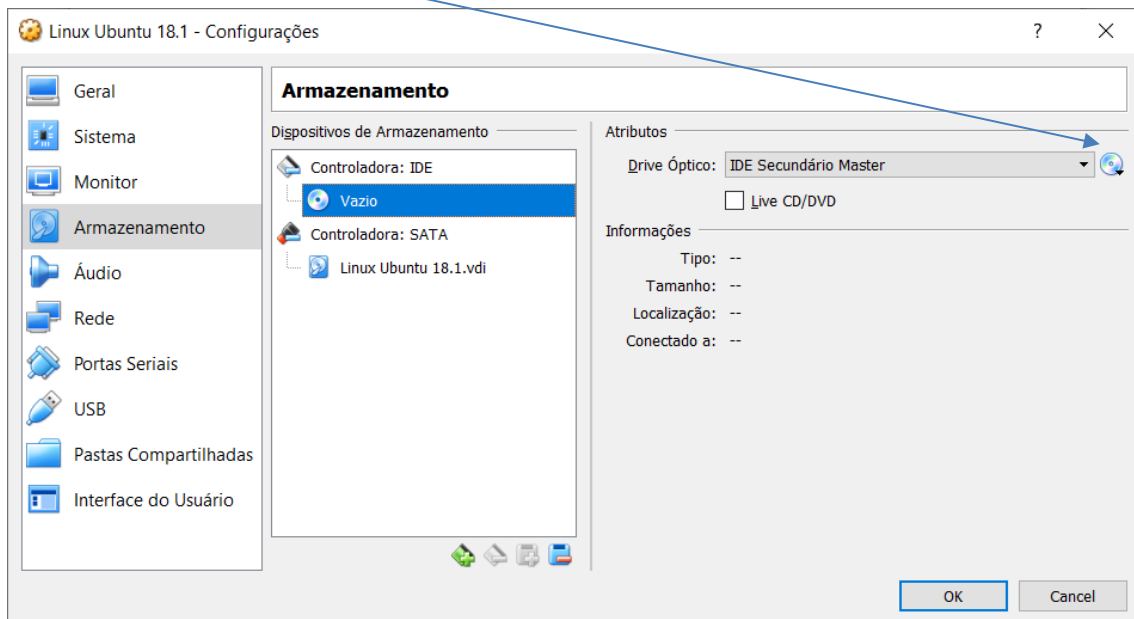 Linux Ubuntu 18.1 - Configurações
?
Geral
Sistema
Monitor
Armazenamento
Áudio
Rede
Portas Seriais
USB
Pastas Compartilhadas
Interface do Usuário
Armazenamento
Dispositivos de Armazenamento
Controladora: IDE
Vazio
Controladora: SATA
Linux Ubuntu 18.1.vdi
Atributos
Drive Óptico: IDE Secundário Master
Live CD/DVD
Informações
Tipo: --
Tamanho: --
Localização: --
Conectado a: --
OK Cancel